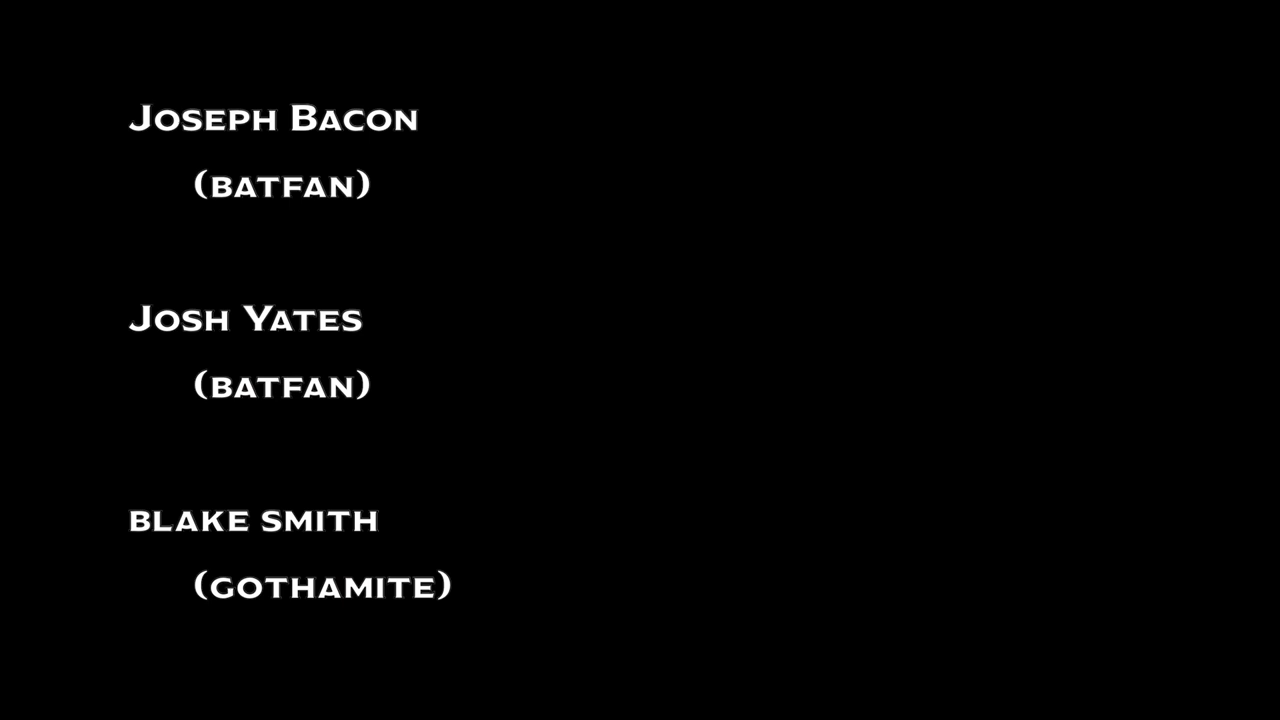 Joseph Bacon
(batfan)
Josh Yates
(batfan)
blake smith
(gothamite)